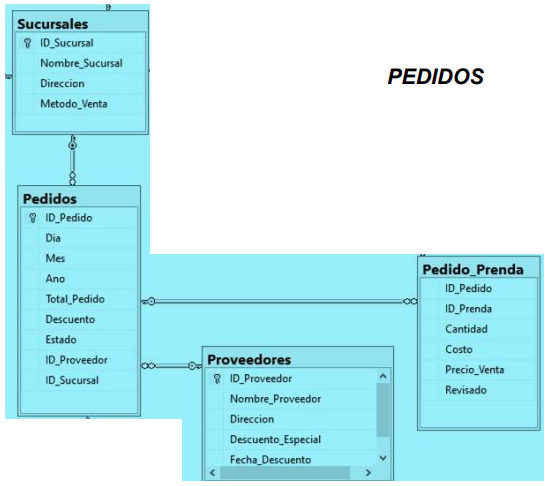 Sucursales
ID_Sucursal
Nombre_Sucursal
Direccion
Metodo_Venta
PEDIDOS
Pedidos
ID_Pedido
Dia
Mes
Ano
Total_Pedido
Descuento
Estado
ID_Proveedor
ID_Sucursal
Pedido_Prenda
ID_Pedido
ID_Prenda
Cantidad
Costo
Precio_Venta
Revisado
Proveedores
ID_Proveedor
Nombre_Proveedor
Direccion
Descuento_Especial
Fecha_Descuento